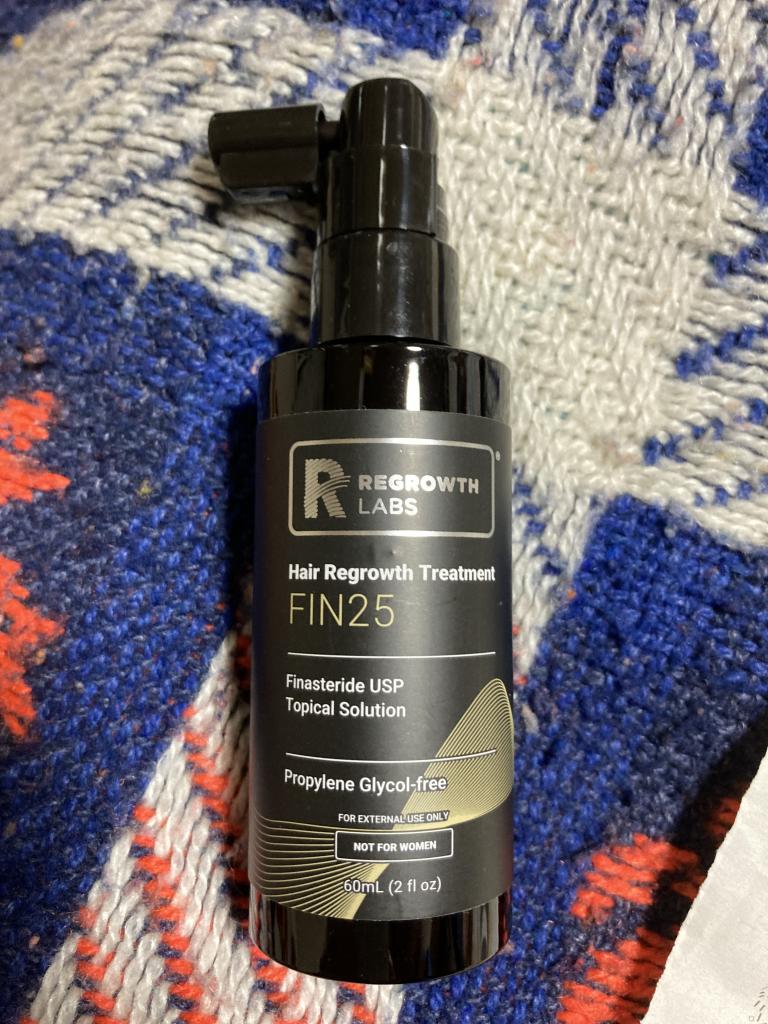 REGROWTH
LABS
Hair Regrowth Treatment
FIN25
Finasteride USP
Topical Solution
Propylene Glycol-free
FOR EXTERNAL USE ONLY
NOT FOR WOMEN
60mL (2 fl oz)